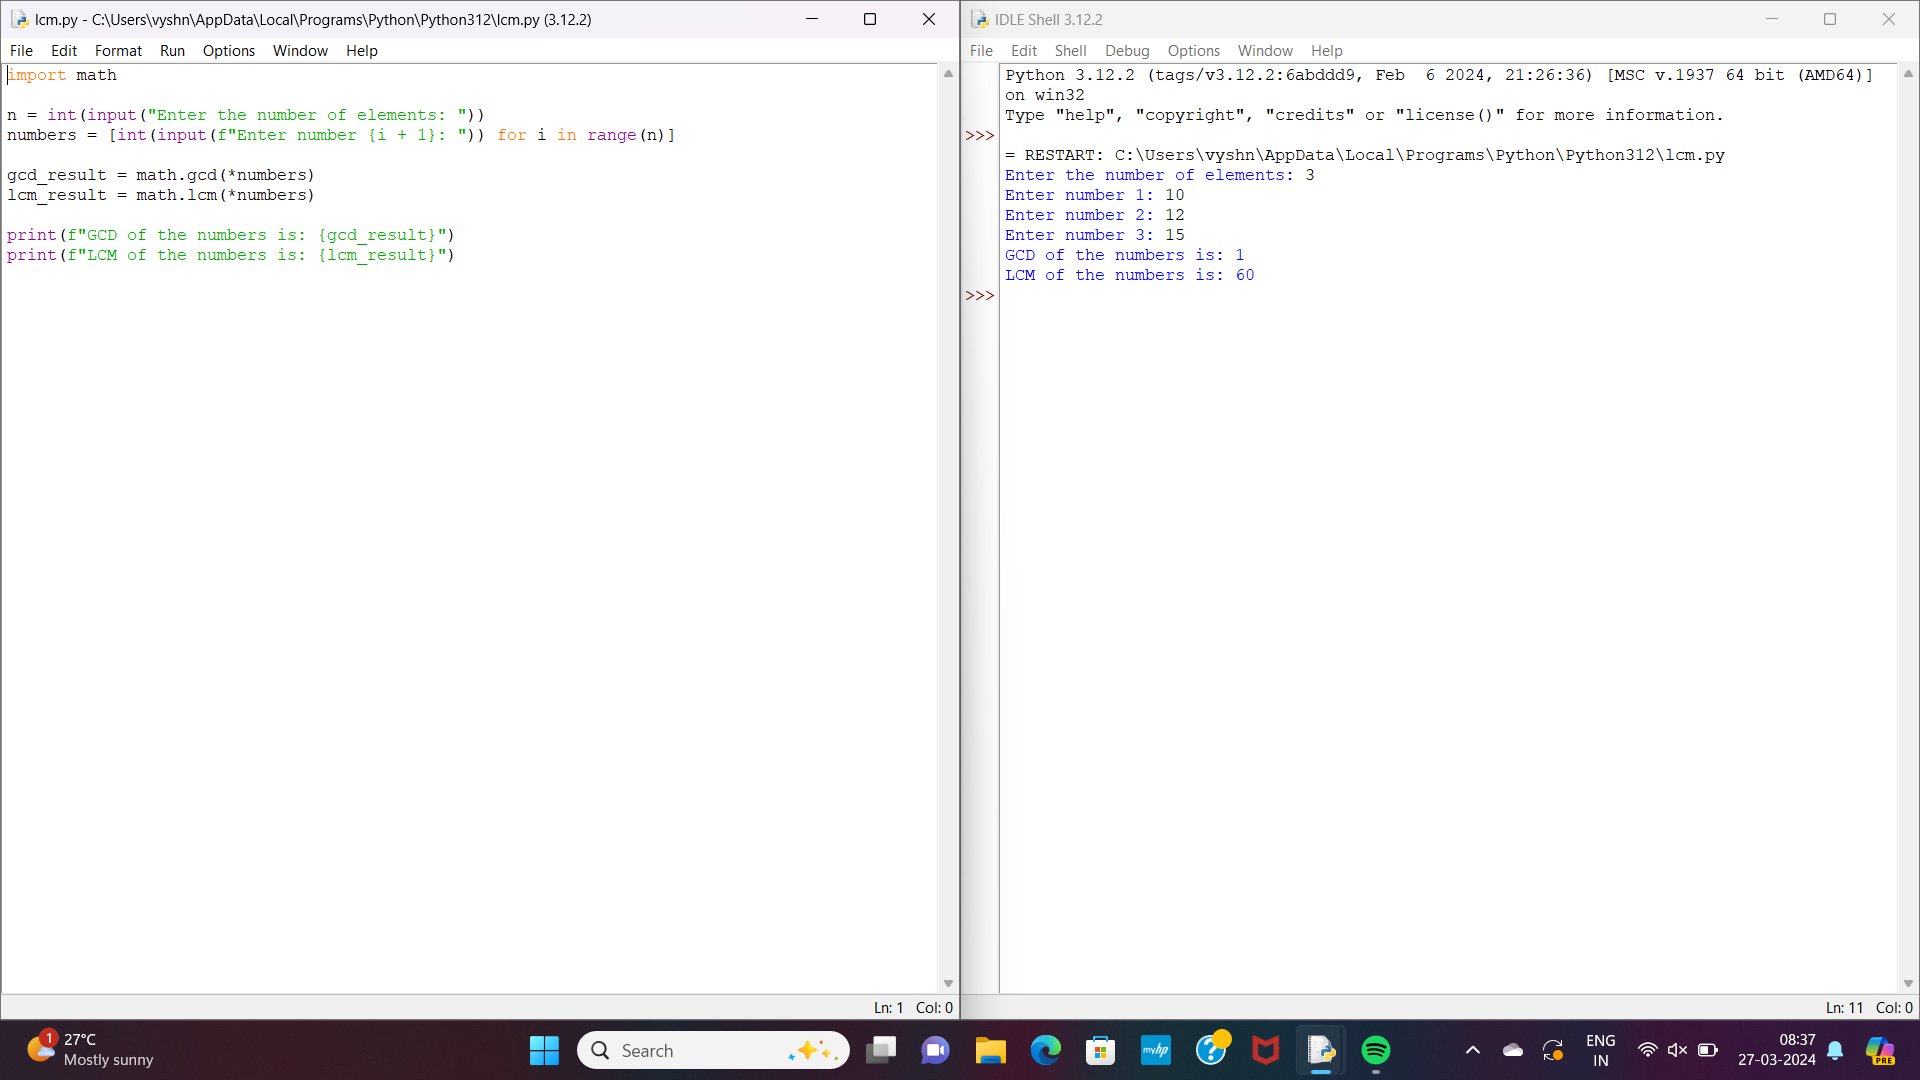 lcm.py - C:\Users\vyshn\AppData\Local\Programs\Python\Python312\lcm.py (3.12.2)
File Edit Format Run Options Window Help
import math
n = int(input("Enter the number of elements: "))
numbers = [int(input(f"Enter number {i + 1}: ")) for i in range(n)]
gcd_result = math.gcd(*numbers)
lcm_result = math.lcm(*numbers)
print(f"GCD of the numbers is: {gcd_result}")
print(f"LCM of the numbers is: {lcm_result}")
Ln: 1 Col: 0
IDLE Shell 3.12.2
File Edit Shell Debug Options Window Help
Python 3.12.2 (tags/v3.12.2:6abddd9, Feb  6 2024, 21:26:36) [MSC v.1937 64 bit (AMD64)]
on win32
Type "help", "copyright", "credits" or "license()" for more information.
>>>
= RESTART: C:\Users\vyshn\AppData\Local\Programs\Python\Python312\lcm.py
Enter the number of elements: 3
Enter number 1: 10
Enter number 2: 12
Enter number 3: 15
GCD of the numbers is: 1
LCM of the numbers is: 60
>>>
Ln: 11 Col: 0
1
27°C
Mostly sunny
Search
myhp
?
ENG
IN
08:37
27-03-2024
PRE